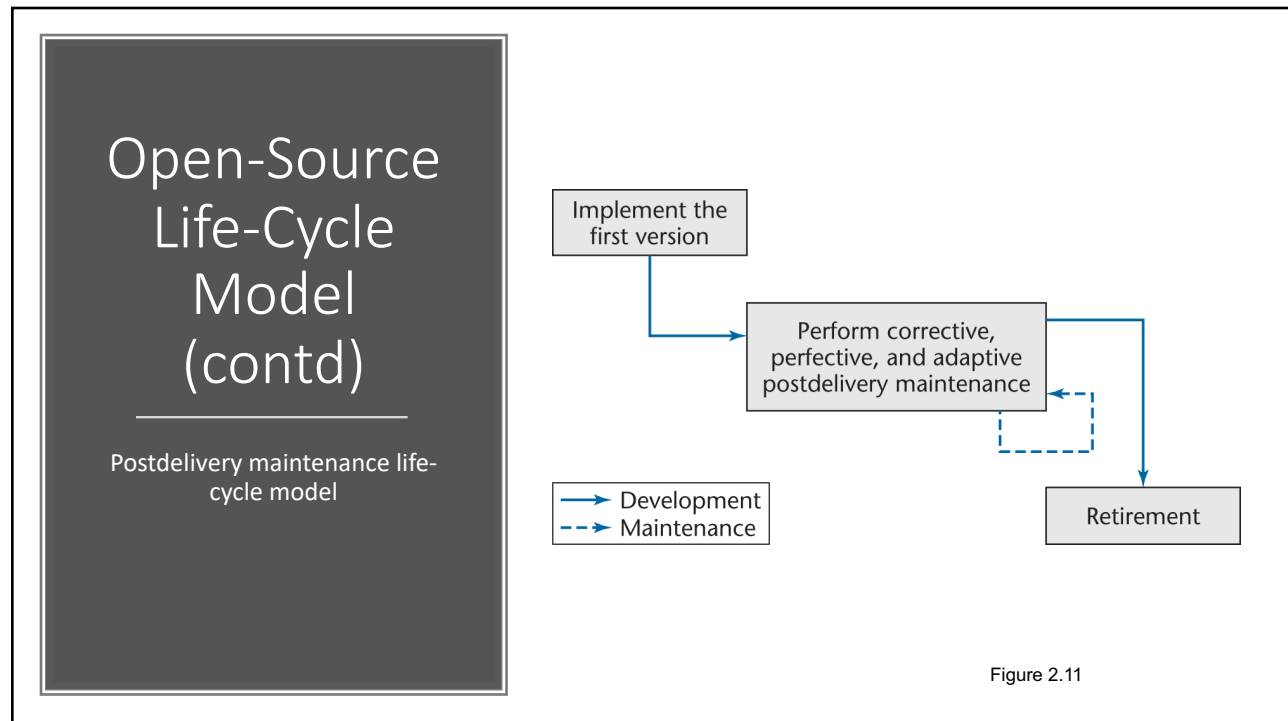 Open-Source
Life-Cycle
Model
(contd)
Postdelivery maintenance life-
cycle model
Implement the
first version
Perform corrective,
perfective, and adaptive
postdelivery maintenance
Retirement
Development
Maintenance
Figure 2.11